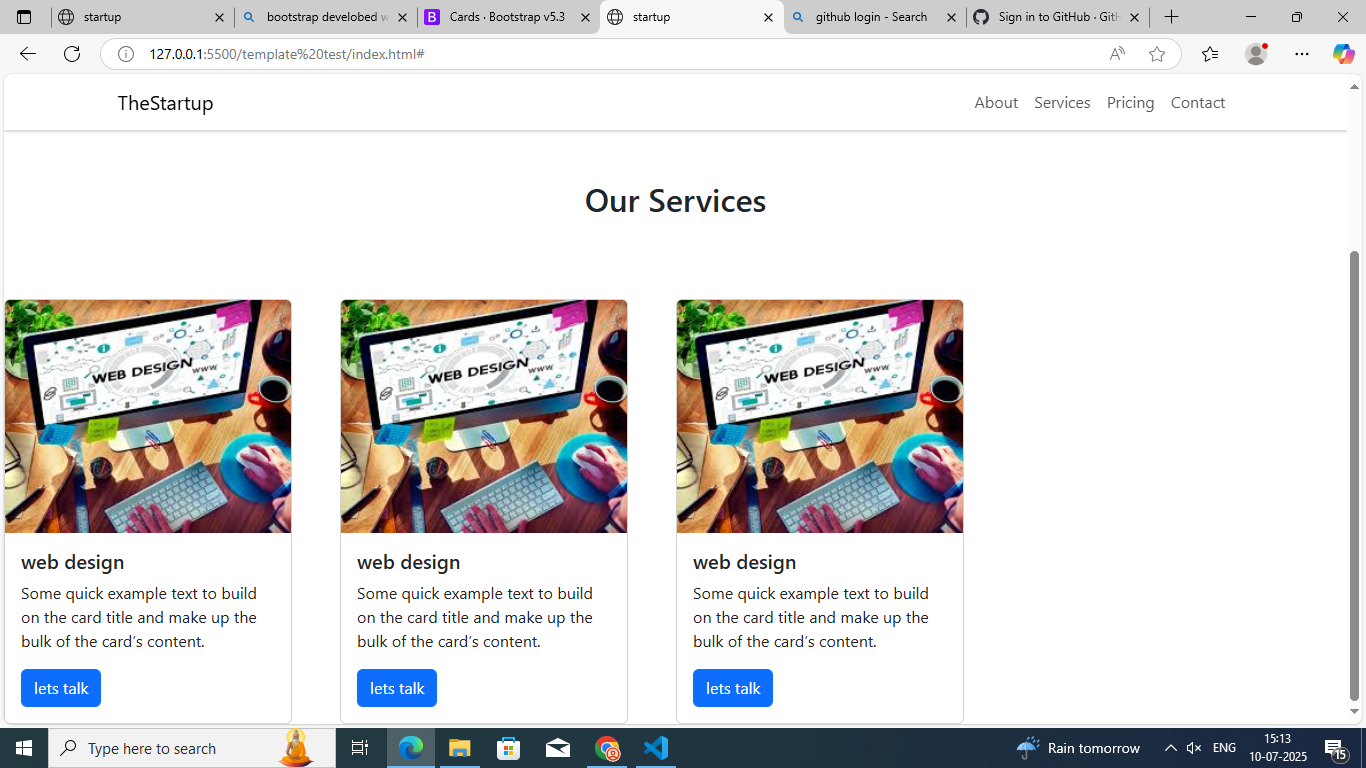 startup
bootstrap develobed w
Cards · Bootstrap v5.3
startup
github login - Search
Sign in to GitHub · GitH
127.0.0.1:5500/template%20test/index.html#
TheStartup
About
Services
Pricing
Contact
Our Services
WEB DESIGN
WWW.
WEB DESIGN
WWW.
WEB DESIGN
WWW.
web design
Some quick example text to build
on the card title and make up the
bulk of the card's content.
lets talk
web design
Some quick example text to build
on the card title and make up the
bulk of the card's content.
lets talk
web design
Some quick example text to build
on the card title and make up the
bulk of the card's content.
lets talk
Type here to search
Rain tomorrow
ENG
15:13
10-07-2025
15